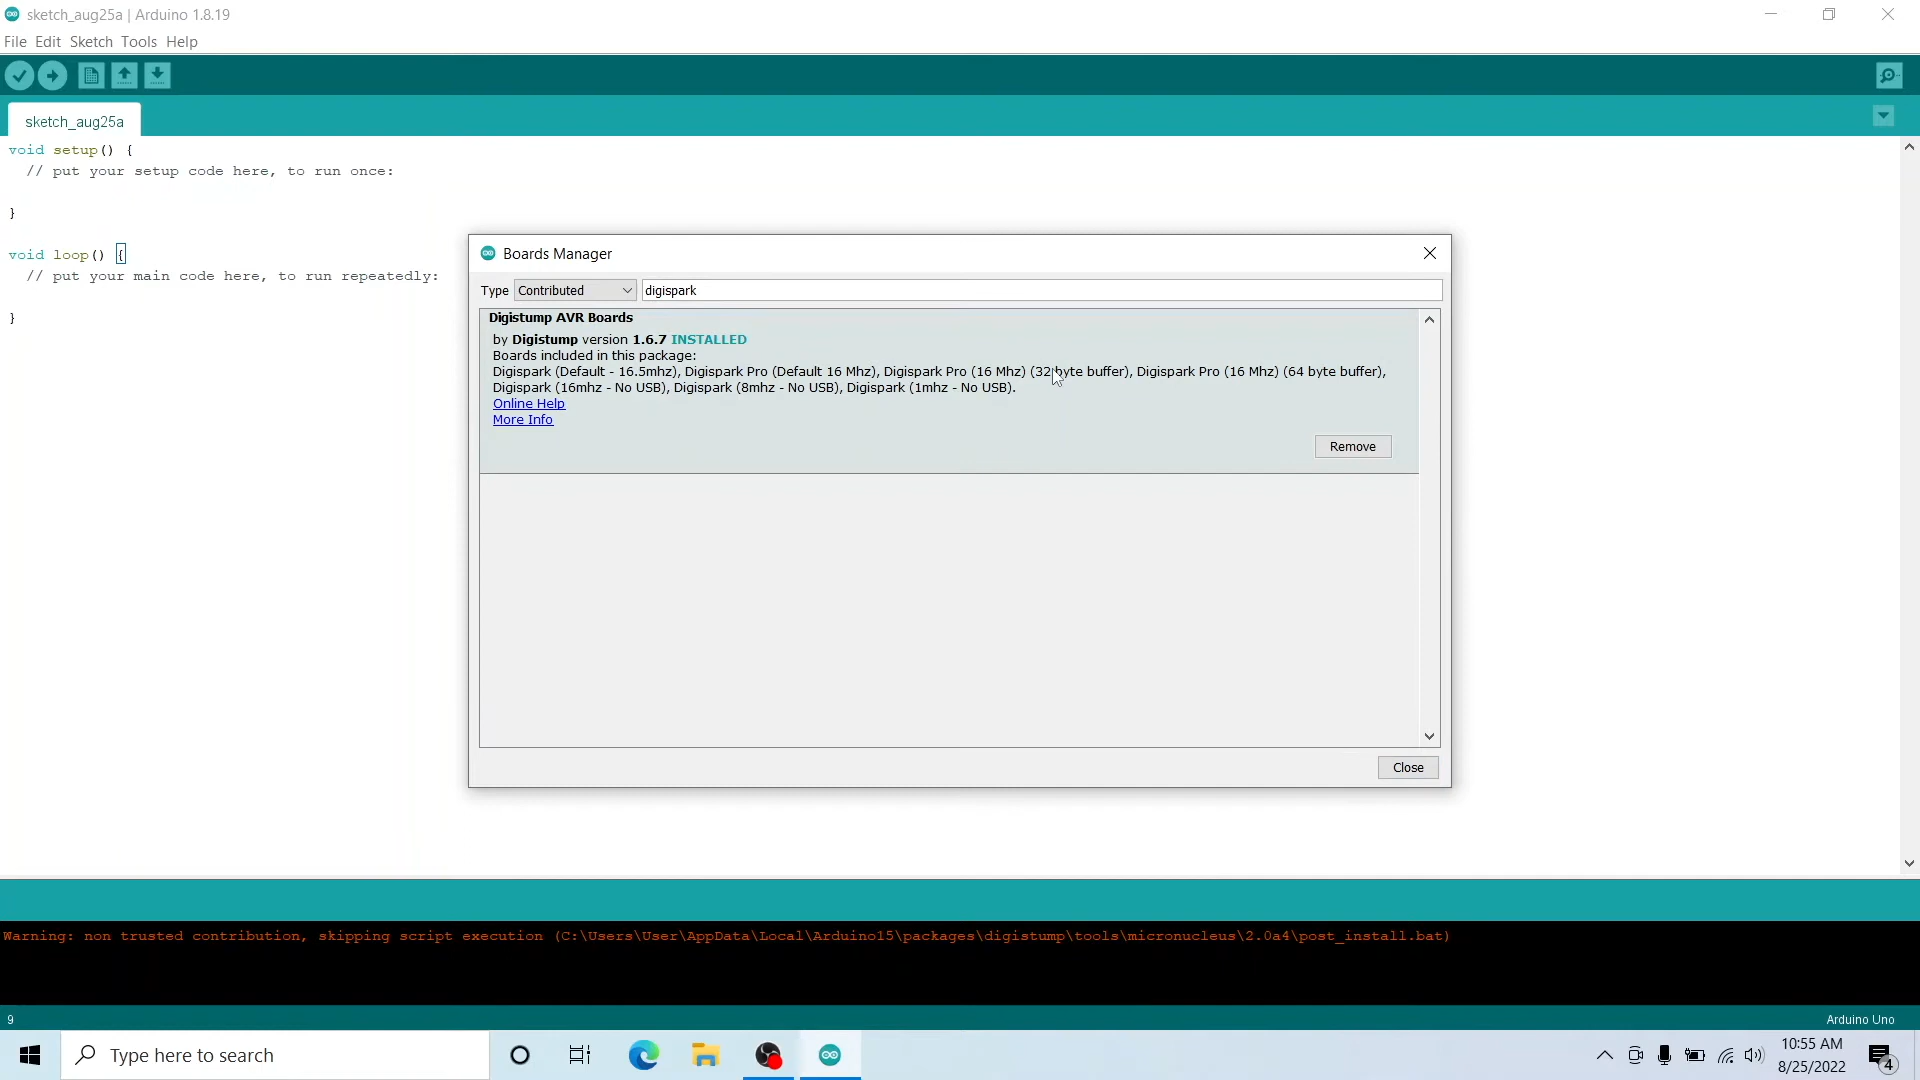 sketch_aug25a | Arduino 1.8.19
File Edit Sketch Tools Help
sketch_aug25a
void setup() {
// put your setup code here, to run once:
}
void loop() {
// put your main code here, to run repeatedly:
}
Boards Manager
Type Contributed digispark
Digistump AVR Boards
by Digistump version 1.6.7 INSTALLED
Boards included in this package:
Digispark (Default - 16.5mhz), Digispark Pro (Default 16 Mhz), Digispark Pro (16 Mhz) (32 byte buffer), Digispark Pro (16 Mhz) (64 byte buffer),
Digispark (16mhz - No USB), Digispark (8mhz - No USB), Digispark (1mhz - No USB).
Online Help
More Info
Remove
Close
Warning: non trusted contribution, skipping script execution (C:\Users\User\AppData\Local\Arduino15\packages\digistump\tools\micronucleus\2.0a4\post_install.bat)
9
Arduino Uno
Type here to search
10:55 AM
8/25/2022
4